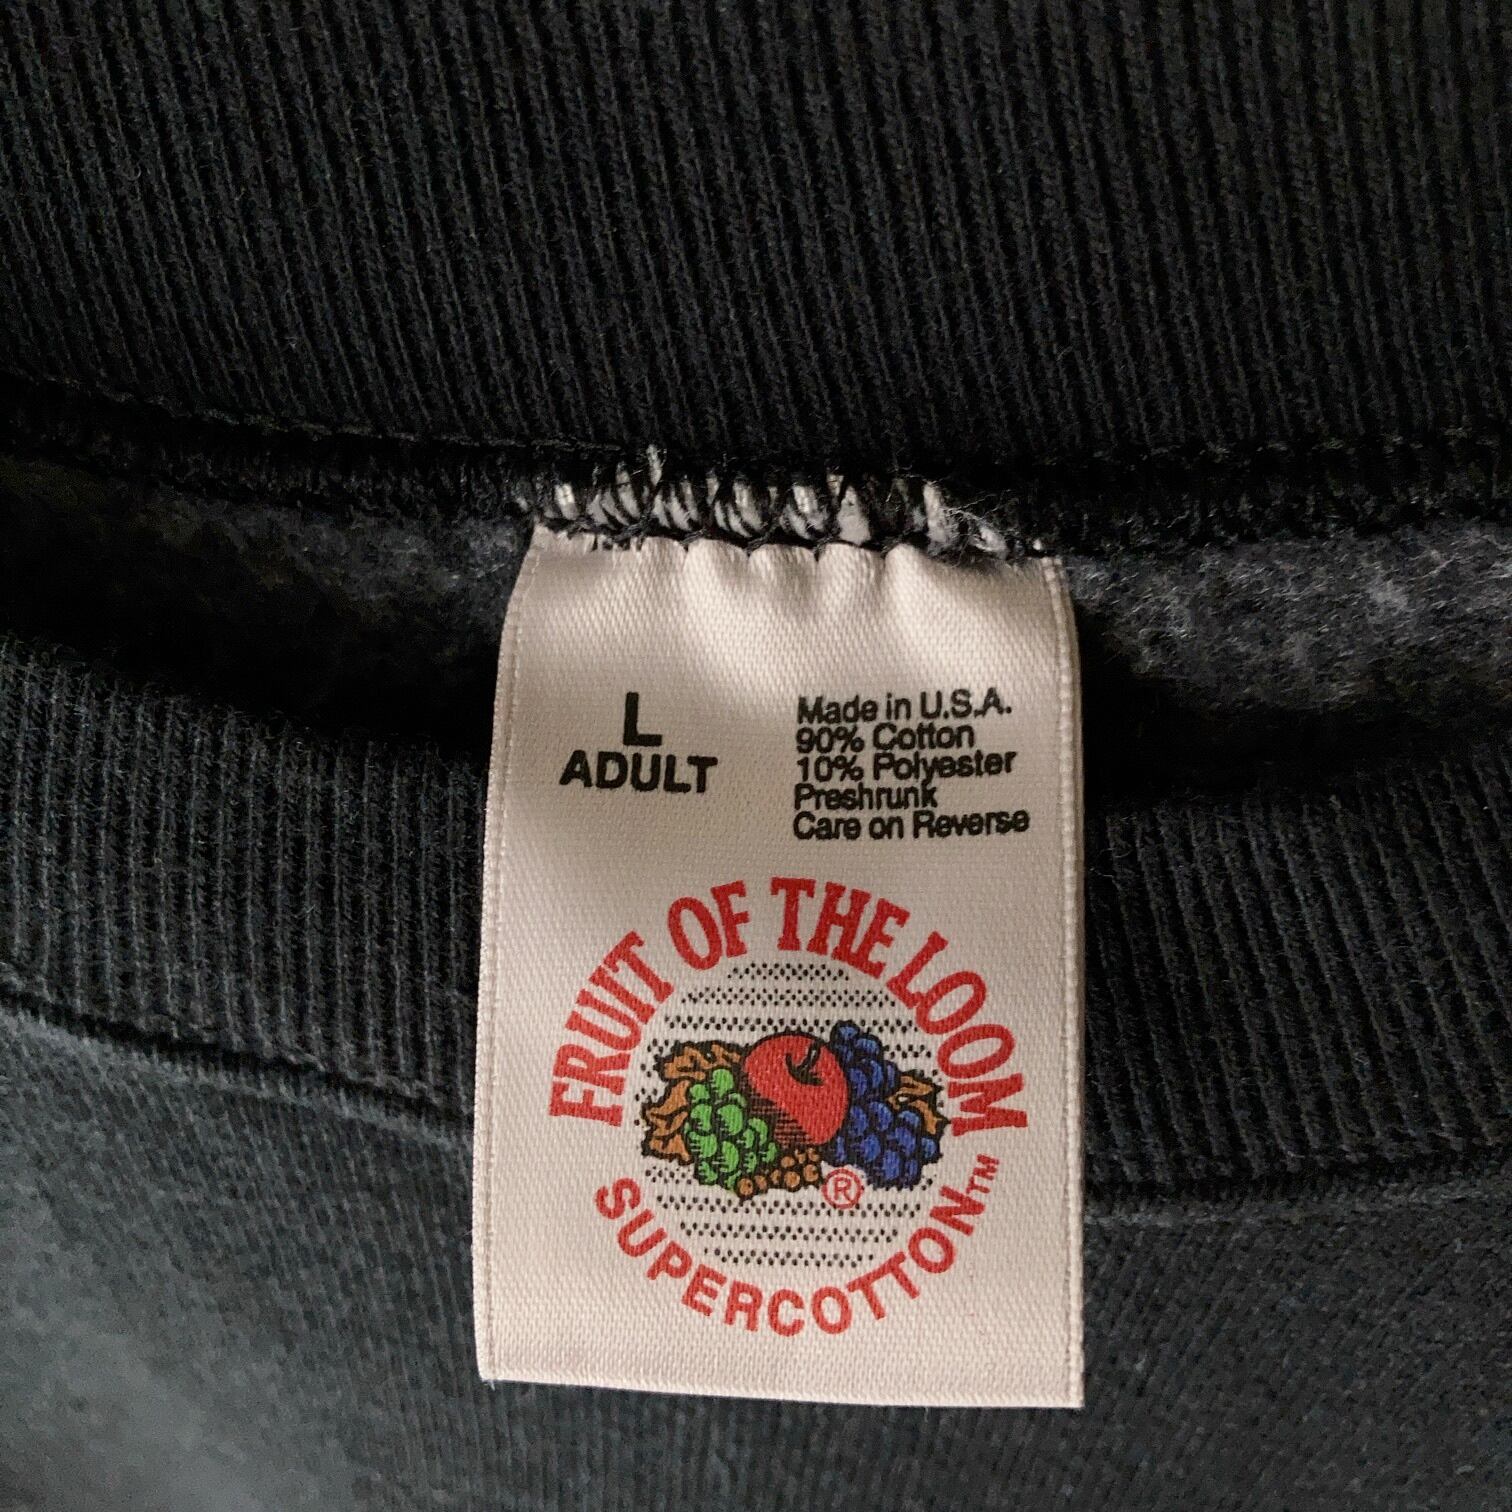 L
ADULT
Made in U.S.A.
90% Cotton
10% Polyester
Preshrunk
Care on Reverse
FRUIT OF THE LOOM
®
SUPERCOTTON™